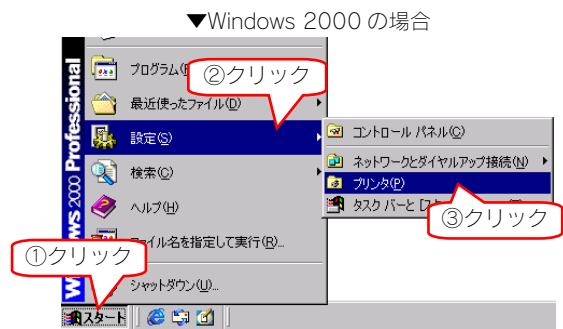 ▼Windows 2000 の場合
プログラム(
②クリック
最近使ったファイル(D)
設定(S)
コントロール パネル(C)
検索(C)
ネットワークとダイヤルアップ接続(N)
プリンタ(P)
ヘルプ(H)
タスク バーと [ス
③クリック
ァイル名を指定して実行(R)...
①クリック
シャットダウン(U)...
ws 2000 Professional
スタート